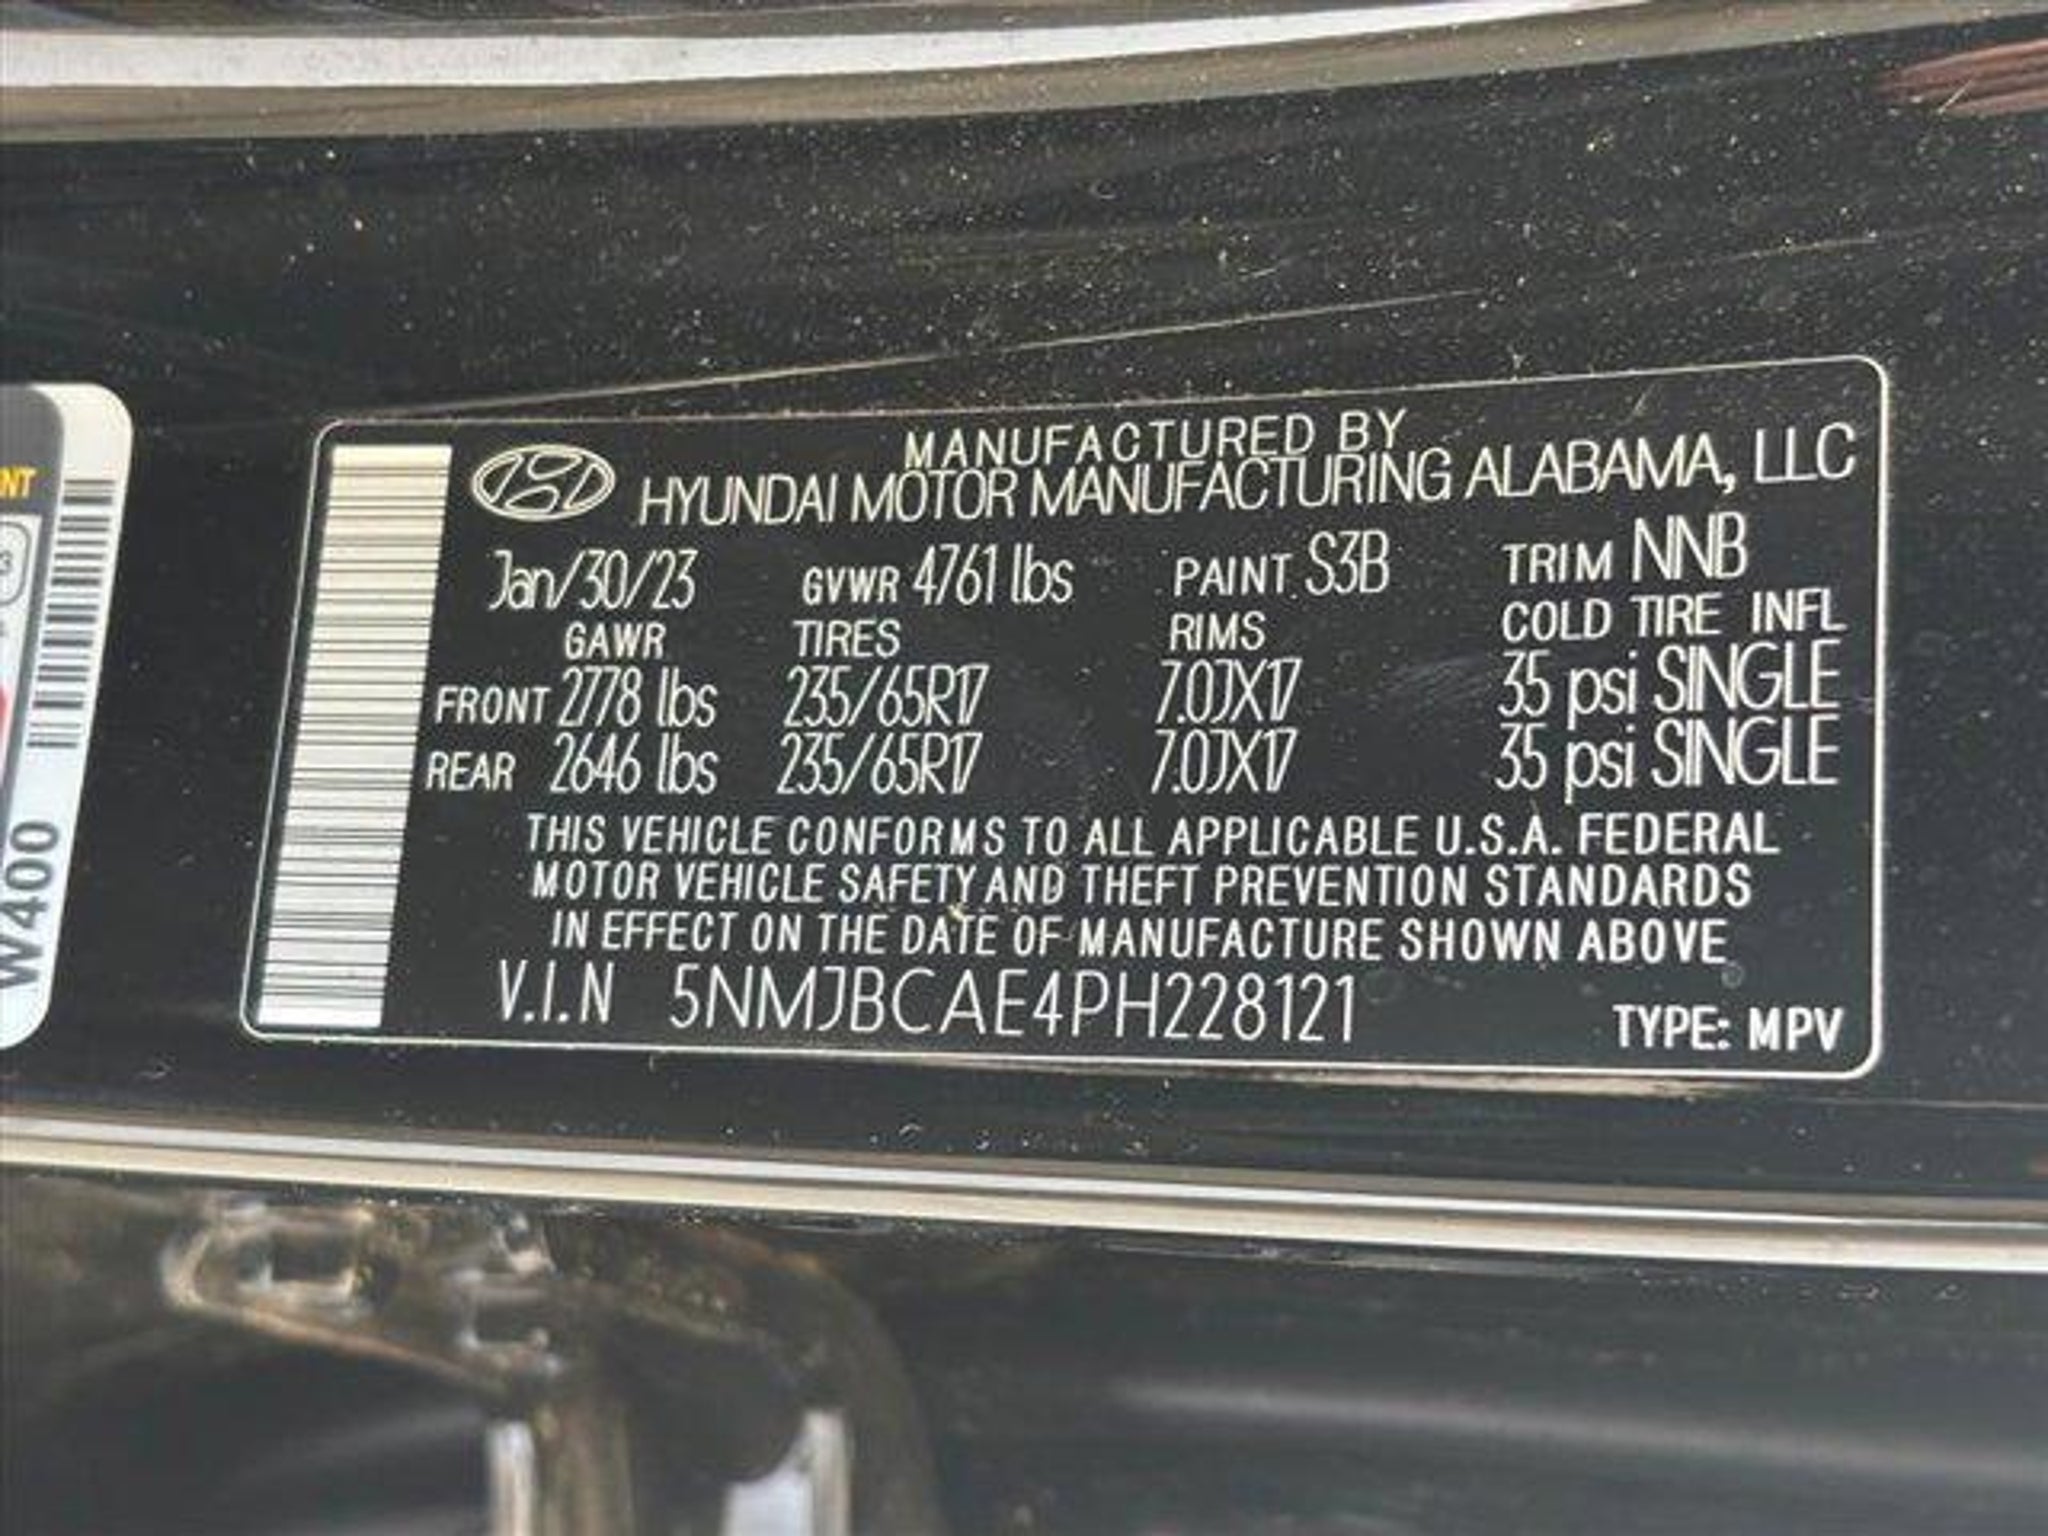 MANUFACTURED BY
HYUNDAI MOTOR MANUFACTURING ALABAMA, LLC
Jan/30/23 GVWR 4761 lbs PAINT S3B TRIM NNB
GAWR TIRES RIMS COLD TIRE INFL
FRONT 2778 lbs 235/65R17 7.0JX17 35 psi SINGLE
REAR 2646 lbs 235/65R17 7.0JX17 35 psi SINGLE
THIS VEHICLE CONFORMS TO ALL APPLICABLE U.S.A. FEDERAL
MOTOR VEHICLE SAFETY AND THEFT PREVENTION STANDARDS
IN EFFECT ON THE DATE OF MANUFACTURE SHOWN ABOVE
V.I.N 5NMJBCAE4PH228121
TYPE: MPV
NT
W400